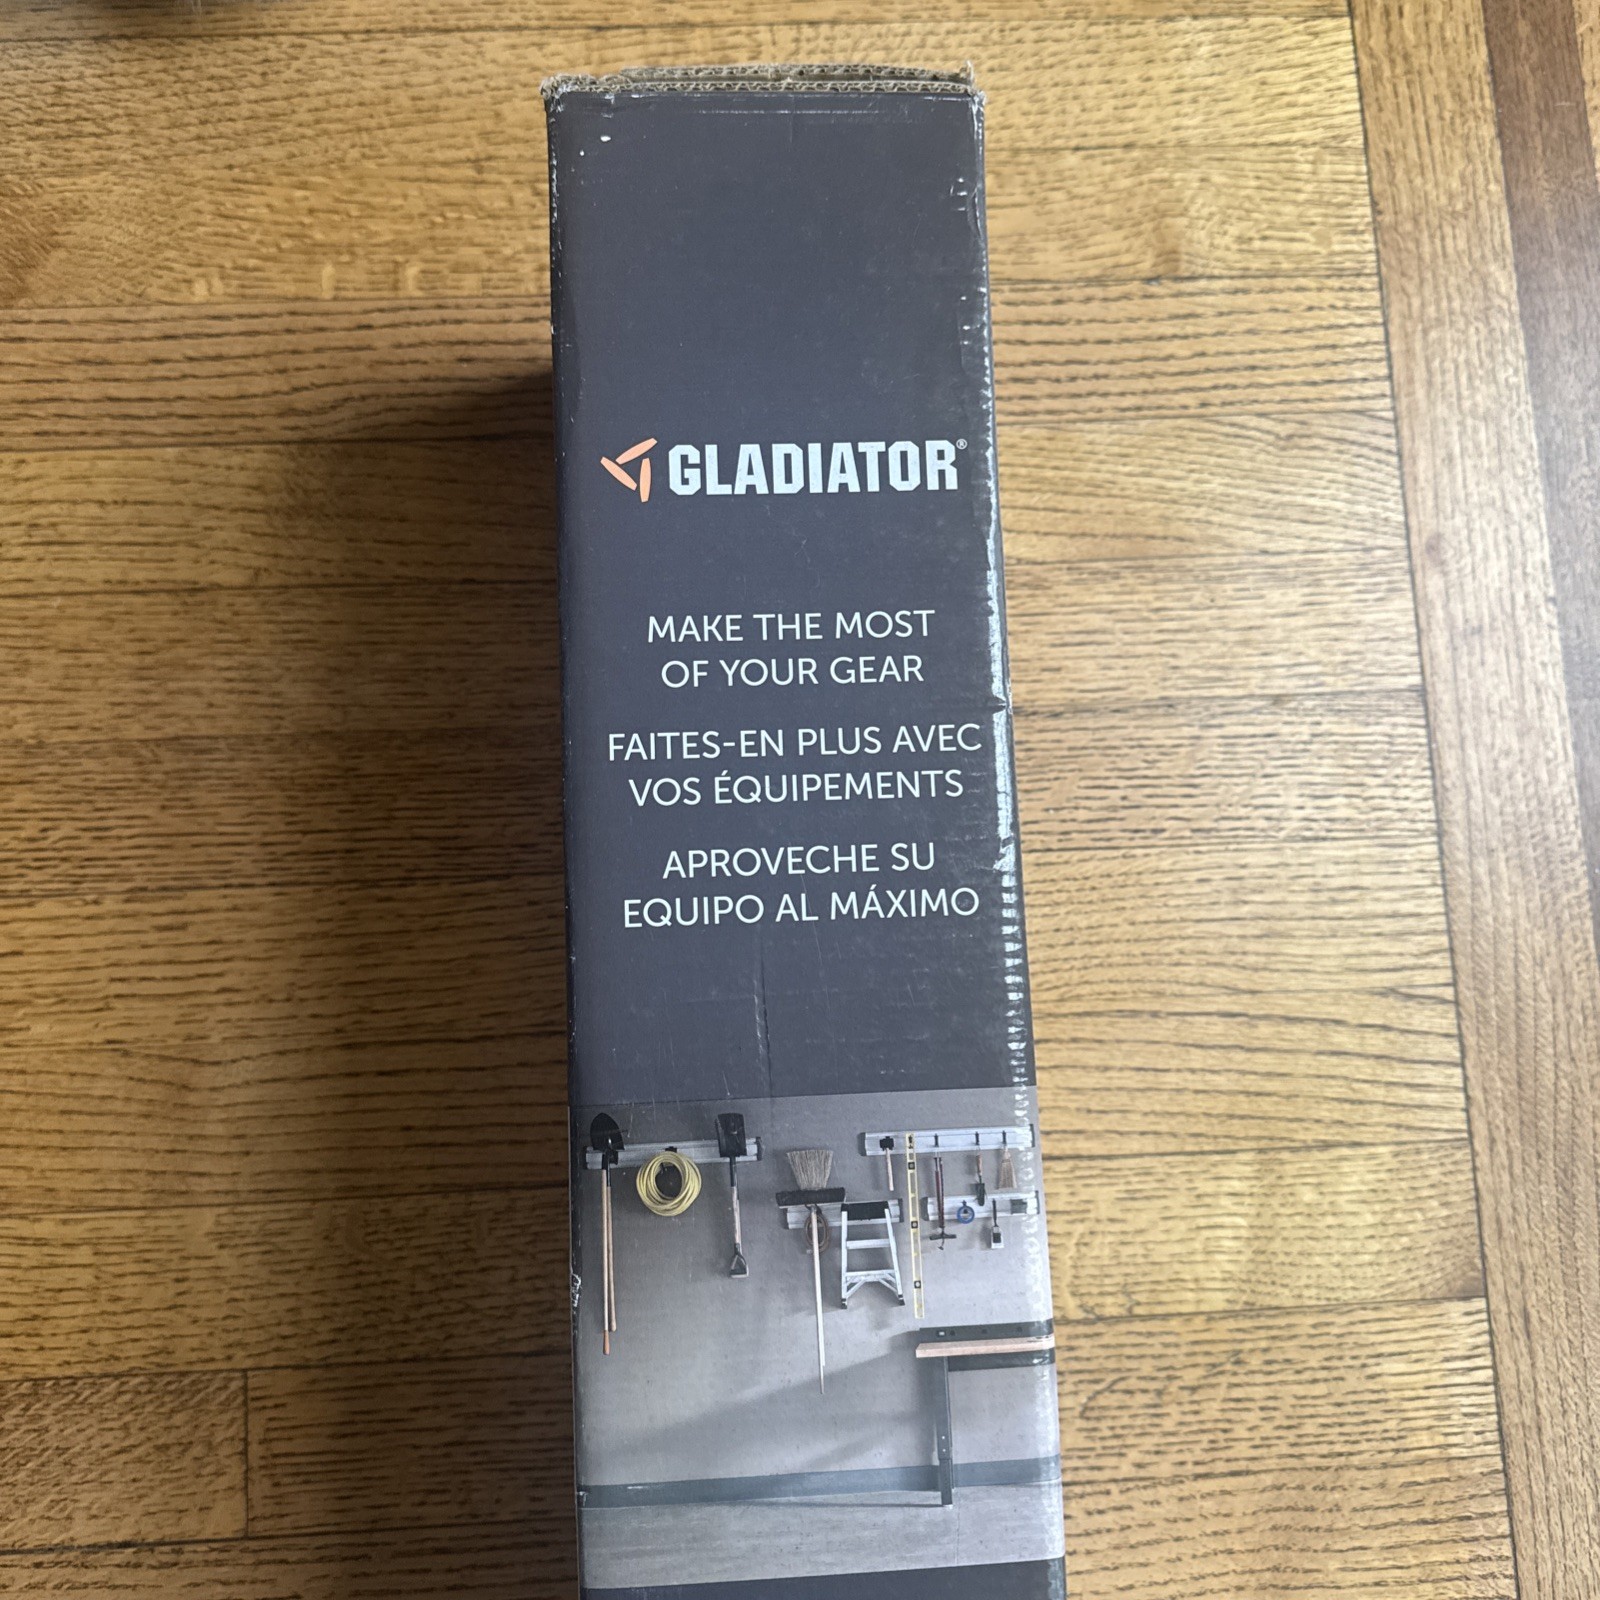 GLADIATOR®
MAKE THE MOST
OF YOUR GEAR
FAITES-EN PLUS AVEC
VOS ÉQUIPEMENTS
APROVECHE SU
EQUIPO AL MÁXIMO